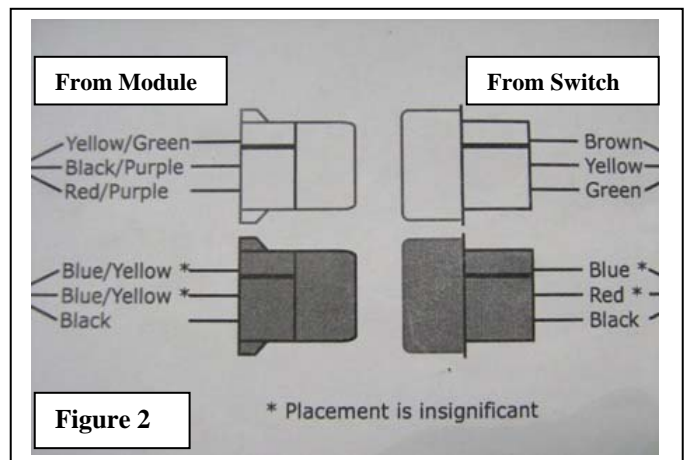 From Module
From Switch
Yellow/Green
Black/Purple
Red/Purple
Brown
Yellow
Green
Blue/Yellow *
Blue/Yellow *
Black
Blue *
Red *
Black
* Placement is insignificant
Figure 2